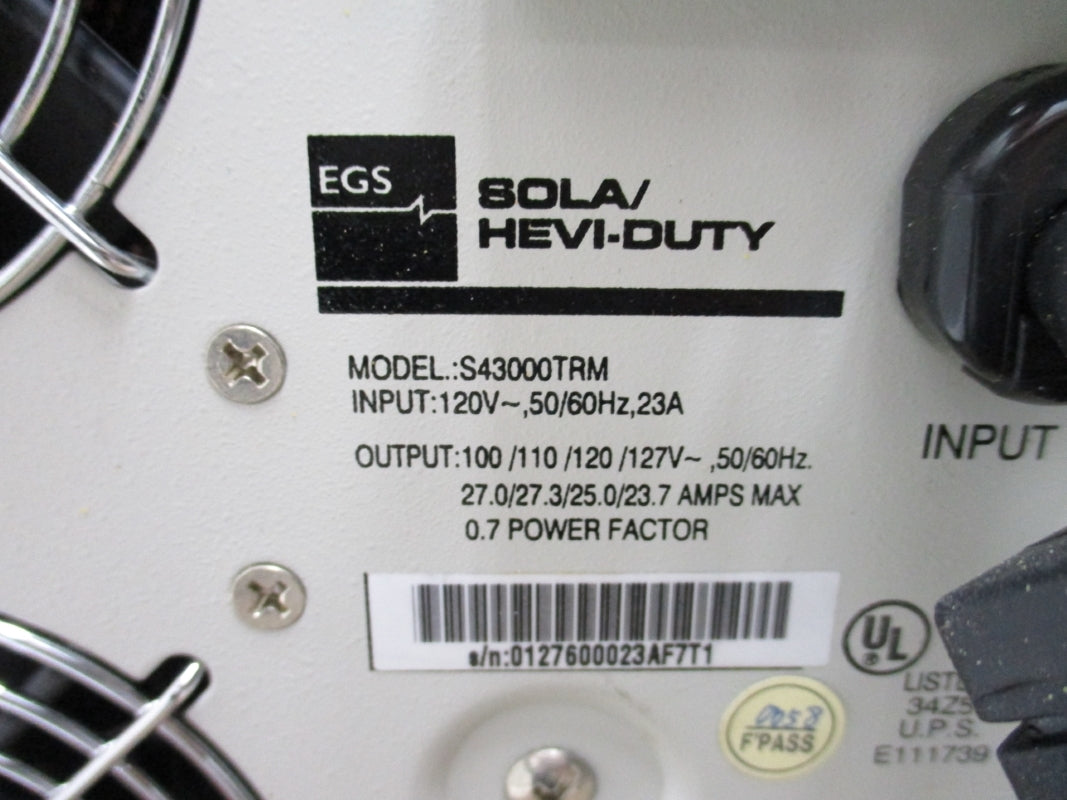 EGS
SOLA/
HEVI-DUTY
MODEL.:S43000TRM
INPUT:120V~,50/60Hz,23A
INPUT
OUTPUT:100 /110 /120 /127V~ ,50/60Hz.
27.0/27.3/25.0/23.7 AMPS MAX
0.7 POWER FACTOR
s/n:0127600023AF7T1
UL
®
34Z5
U.P.S.
E111739
0058
F'PASS